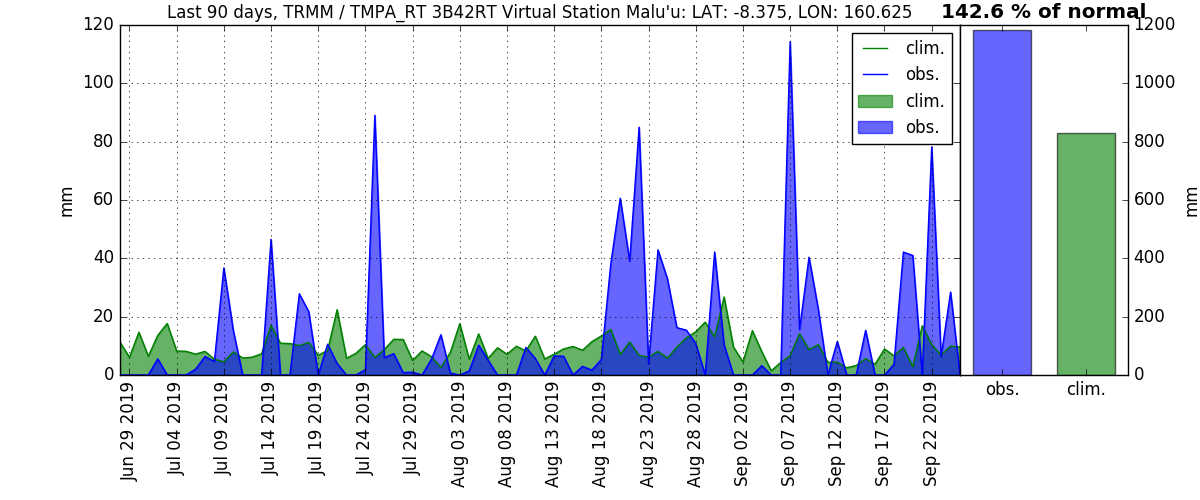 Last 90 days, TRMM / TMPA_RT 3B42RT Virtual Station Malu'u: LAT: -8.375, LON: 160.625
142.6 % of normal
120
100
80
60
40
20
0
mm
clim.
obs.
clim.
obs.
1200
1000
800
600
400
200
0
mm
Jun 29 2019
Jul 04 2019
Jul 09 2019
Jul 14 2019
Jul 19 2019
Jul 24 2019
Jul 29 2019
Aug 03 2019
Aug 08 2019
Aug 13 2019
Aug 18 2019
Aug 23 2019
Aug 28 2019
Sep 02 2019
Sep 07 2019
Sep 12 2019
Sep 17 2019
Sep 22 2019
obs.
clim.